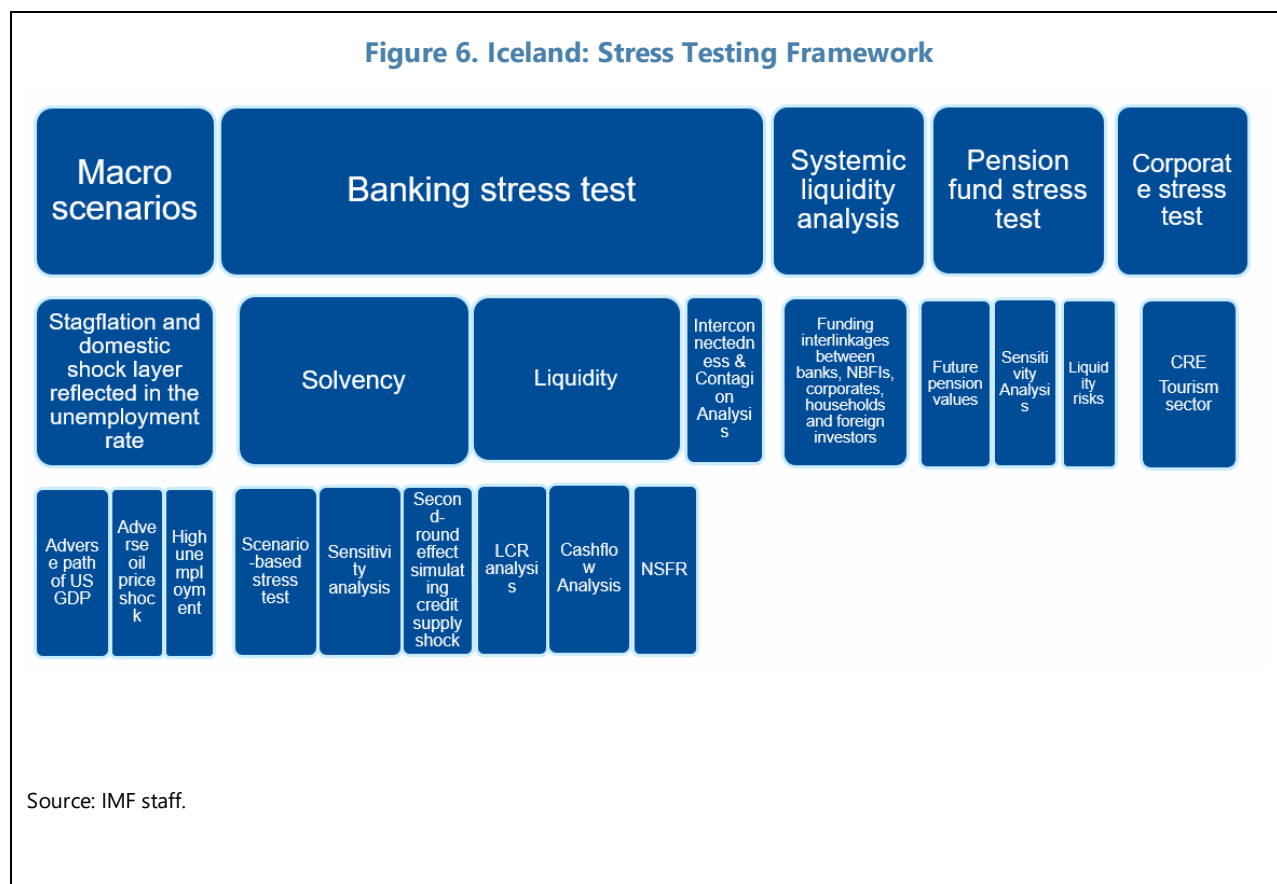 Figure 6. Iceland: Stress Testing Framework
Macro
scenarios
Banking stress test
Systemic
liquidity
analysis
Pension
fund stress
test
Corporat
e stress
test
Stagflation and
domestic
shock layer
reflected in the
unemployment
rate
Solvency
Liquidity
Intercon
nectedn
ess &
Contagi
on
Analysi
s
Funding
interlinkages
between
banks, NBFIs,
corporates,
households
and foreign
investors
Future
pension
values
Sensiti
vity
Analysi
s
Liquid
ity
risks
CRE
Tourism
sector
Advers
e path
of US
GDP
Adve
rse
oil
price
shoc
k
High
une
mpl
oym
ent
Scenario
-based
stress
test
Sensitivi
ty
analysis
Secon
d-
round
effect
simulat
ing
credit
supply
shock
LCR
analysi
s
Cashflo
w
Analysis
NSFR
Source: IMF staff.